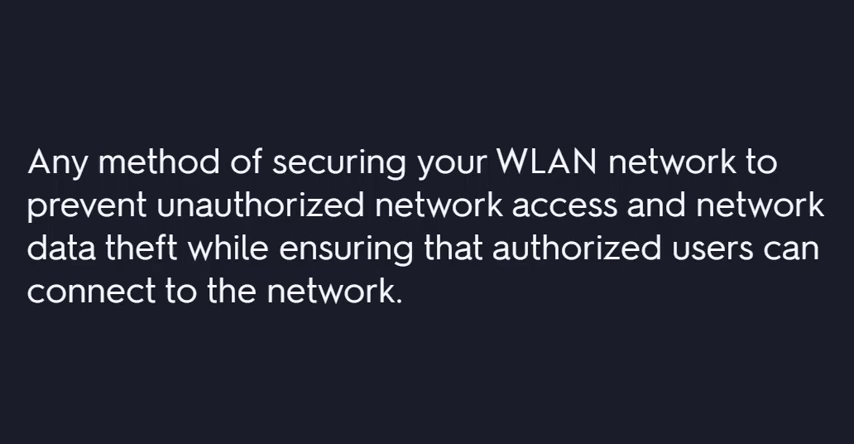 Any method of securing your WLAN network to
prevent unauthorized network access and network
data theft while ensuring that authorized users can
connect to the network.